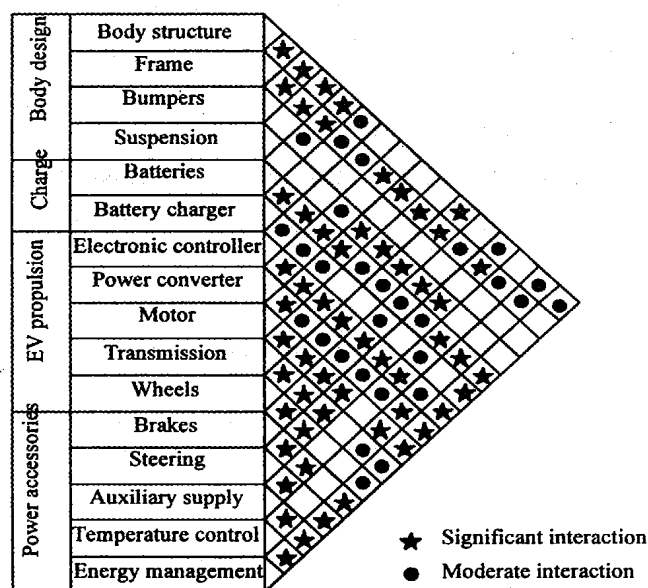 Body design
Body structure
Frame
Bumpers
Suspension
Charge
Batteries
Battery charger
EV propulsion
Electronic controller
Power converter
Motor
Transmission
Wheels
Power accessories
Brakes
Steering
Auxiliary supply
Temperature control
Energy management
Significant interaction
Moderate interaction